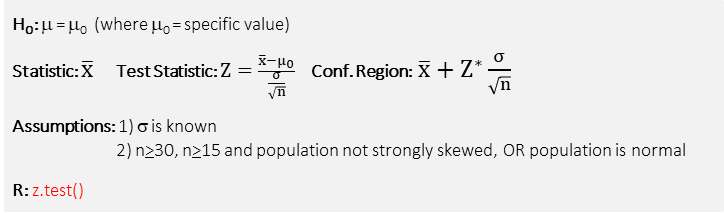 H₀: μ = μ₀ (where μ₀ = specific value)
Statistic: x̅ Test Statistic: Z = (x̅−μ₀)/(σ/√n) Conf. Region: x̅ + Z* σ/√n
Assumptions: 1) σ is known
2) n≥30, n≥15 and population not strongly skewed, OR population is normal
R: z.test()